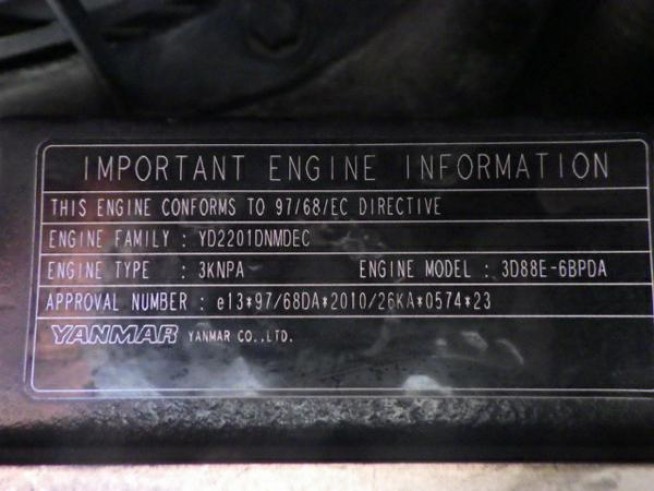 IMPORTANT ENGINE INFORMATION
THIS ENGINE CONFORMS TO 97/68/EC DIRECTIVE
ENGINE FAMILY : YD2201DNMDEC
ENGINE TYPE : 3KNPA ENGINE MODEL : 3D88E-6BPDA
APPROVAL NUMBER : e13*97/68DA*2010/26KA*0574*23
YANMAR YANMAR CO.,LTD.